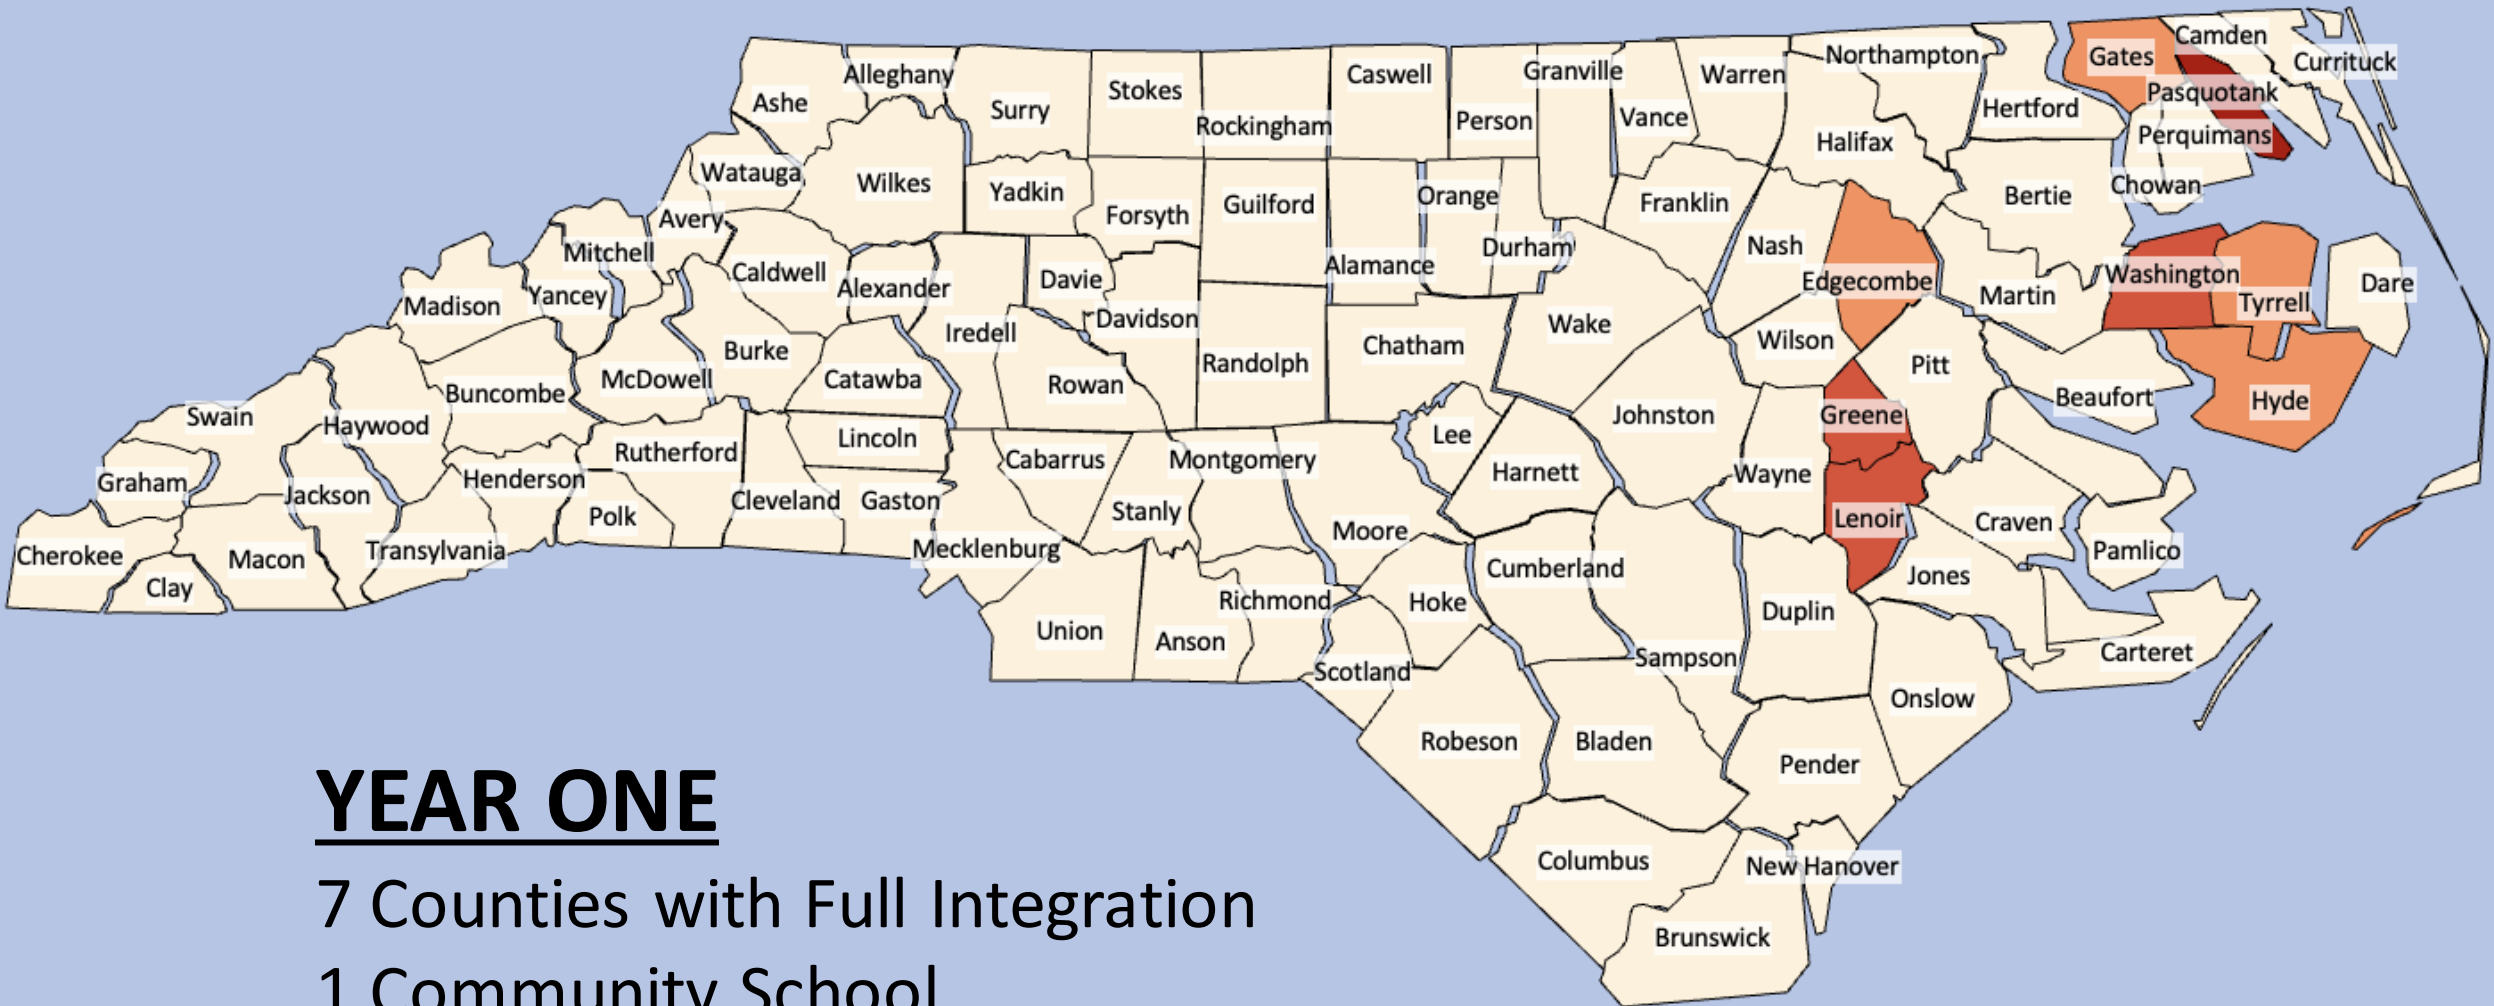 Camden
Gates
Currituck
Northampton
Alleghany
Granville
Caswell
Warren
Stokes
Pasquotank
Ashe
Surry
Hertford
Vance
Person
Rockingham
Perquimans
Halifax
Watauga
Wilkes
Chowan
Yadkin
Orange
Bertie
Franklin
Guilford
Forsyth
Avery
Nash
Durham
Mitchell
Alamance
Caldwell
Washington
Davie
Edgecombe
Dare
Alexander
Yancey
Martin
Tyrrell
Madison
Davidson
Wake
Iredell
Wilson
Chatham
Burke
Randolph
Pitt
McDowell
Catawba
Rowan
Buncombe
Beaufort
Hyde
Swain
Johnston
Greene
Haywood
Lee
Lincoln
Rutherford
Cabarrus
Montgomery
Harnett
Wayne
Henderson
Graham
Jackson
Cleveland
Gaston
Stanly
Polk
Lenoir
Craven
Moore
Mecklenburg
Transylvania
Pamlico
Cherokee
Macon
Cumberland
Jones
Clay
Richmond
Hoke
Duplin
Union
Anson
Carteret
Sampson
Scotland
Onslow
Robeson
Bladen
Pender
Columbus
New Hanover
Brunswick
YEAR ONE
7 Counties with Full Integration
1 Community School